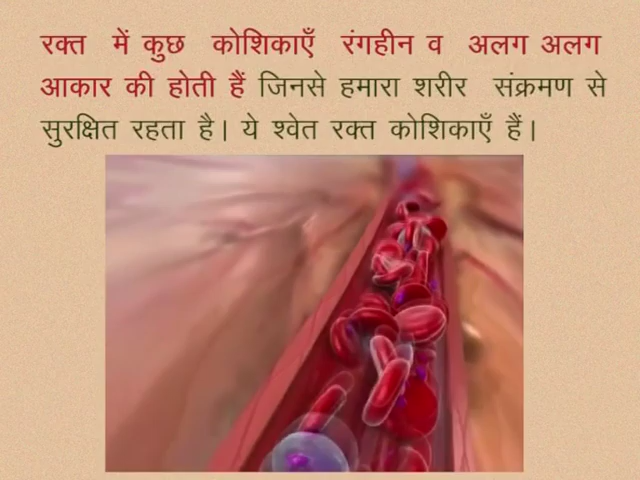 रक्त में कुछ कोशिकाएँ रंगहीन व अलग अलग
आकार की होती हैं जिनसे हमारा शरीर संक्रमण से
सुरक्षित रहता है। ये श्वेत रक्त कोशिकाएँ हैं।